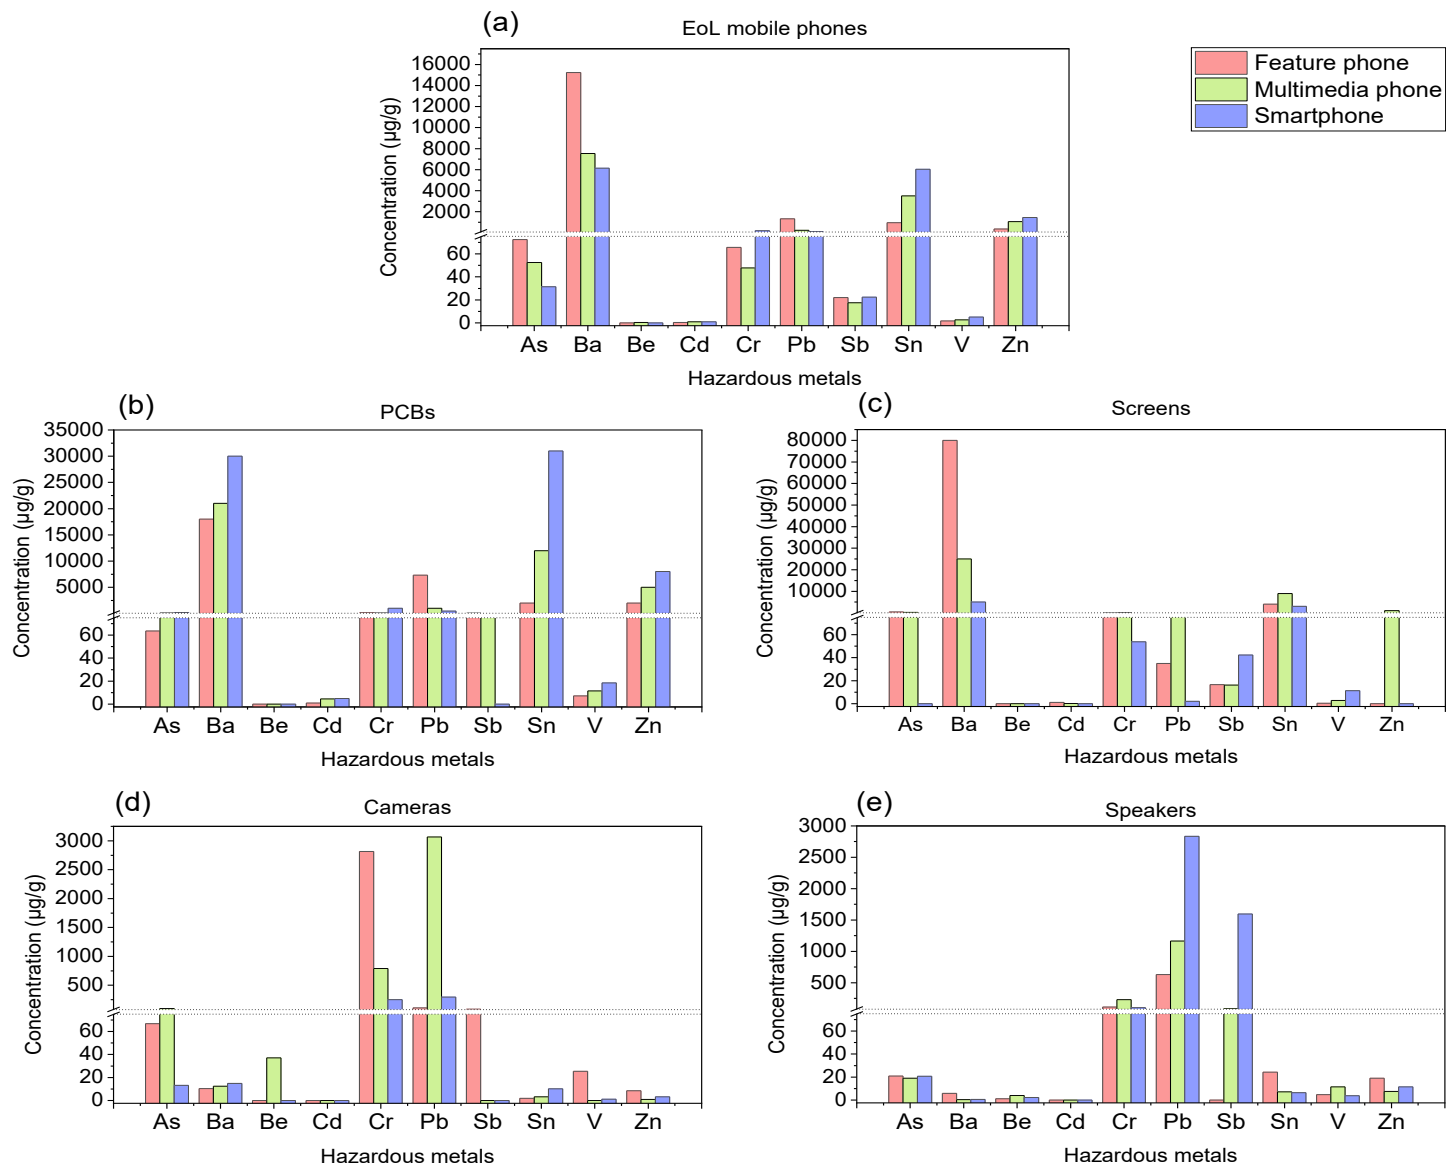 (a)
EoL mobile phones
Feature phone
Multimedia phone
Smartphone
Concentration (µg/g)
16000
14000
12000
10000
8000
6000
4000
2000
60
40
20
0
As Ba Be Cd Cr Pb Sb Sn V Zn
Hazardous metals
(b)
PCBs
Concentration (µg/g)
35000
30000
25000
20000
15000
10000
5000
60
40
20
0
As Ba Be Cd Cr Pb Sb Sn V Zn
Hazardous metals
(c)
Screens
Concentration (µg/g)
80000
70000
60000
50000
40000
30000
20000
10000
60
40
20
0
As Ba Be Cd Cr Pb Sb Sn V Zn
Hazardous metals
(d)
Cameras
Concentration (µg/g)
3000
2500
2000
1500
1000
500
60
40
20
0
As Ba Be Cd Cr Pb Sb Sn V Zn
Hazardous metals
(e)
Speakers
Concentration (µg/g)
3000
2500
2000
1500
1000
500
60
40
20
0
As Ba Be Cd Cr Pb Sb Sn V Zn
Hazardous metals